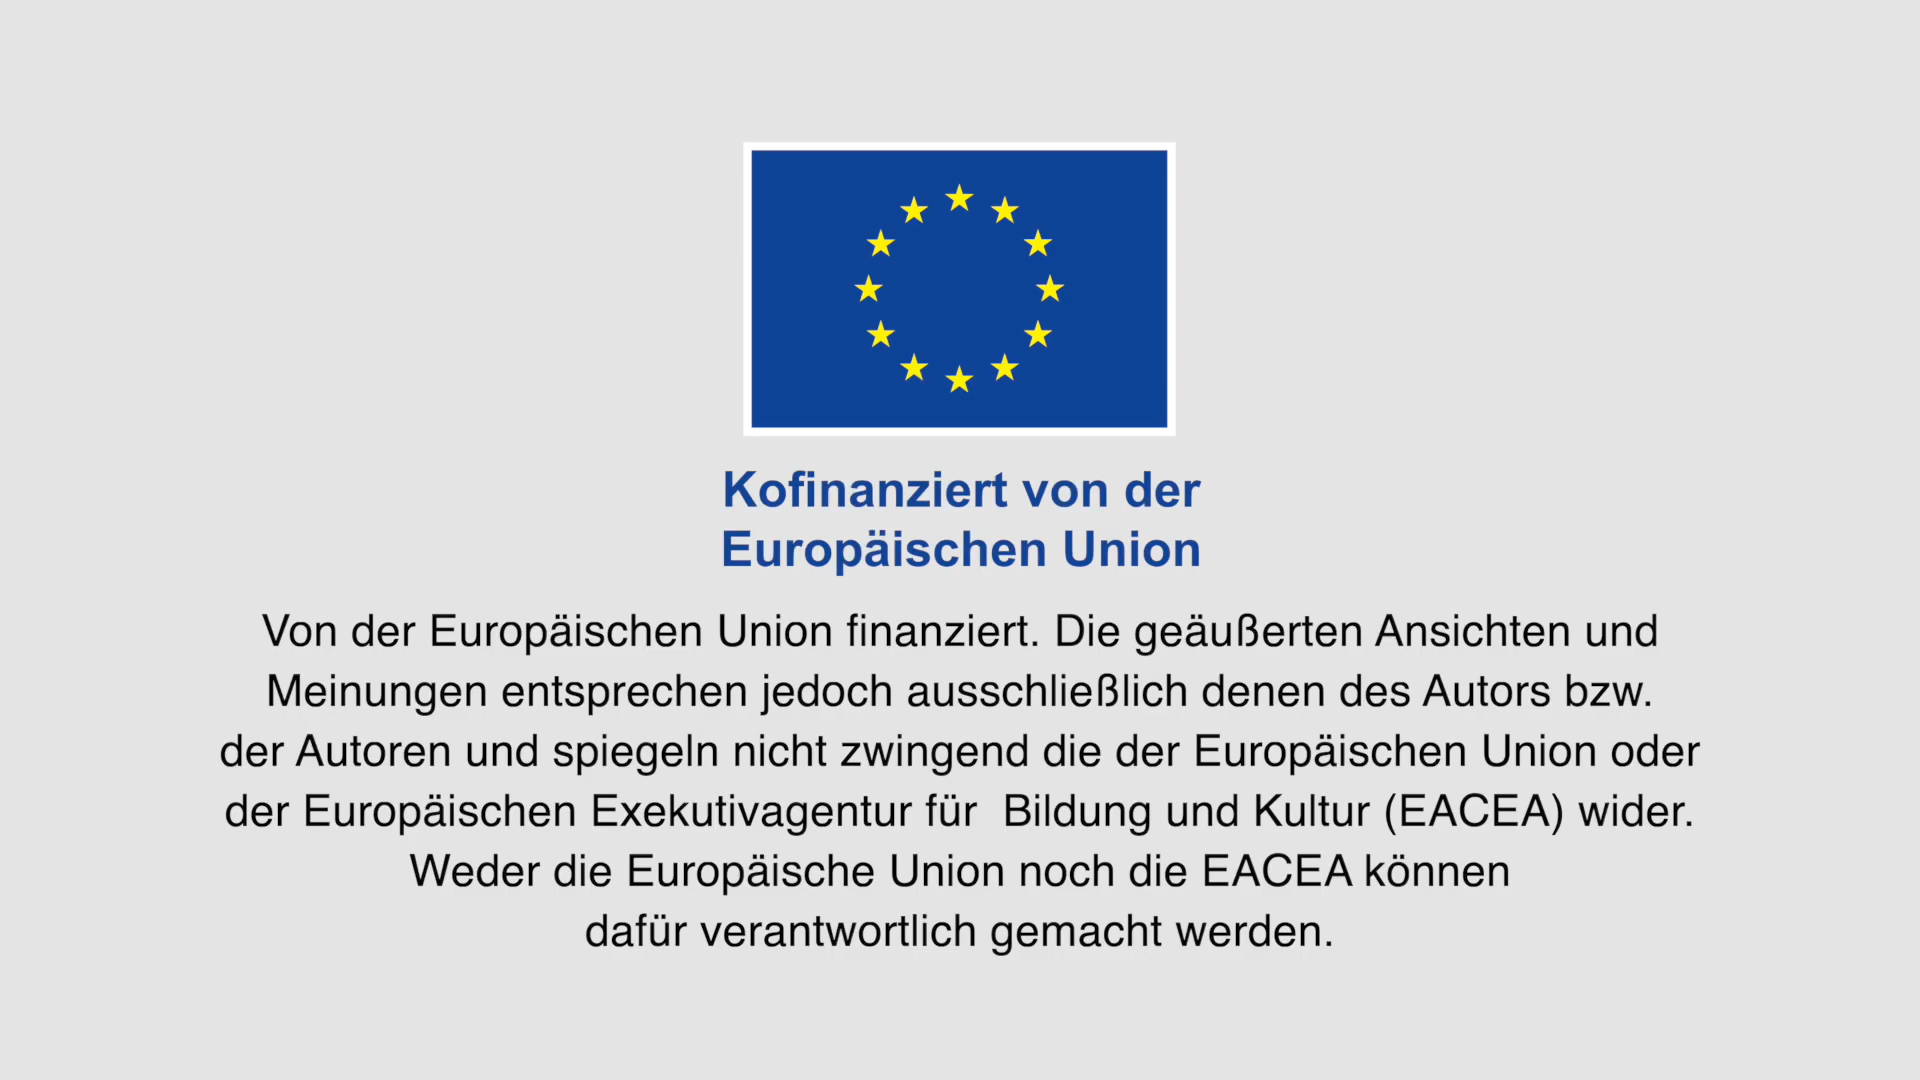 Kofinanziert von der
Europäischen Union
Von der Europäischen Union finanziert. Die geäußerten Ansichten und
Meinungen entsprechen jedoch ausschließlich denen des Autors bzw.
der Autoren und spiegeln nicht zwingend die der Europäischen Union oder
der Europäischen Exekutivagentur für  Bildung und Kultur (EACEA) wider.
Weder die Europäische Union noch die EACEA können
dafür verantwortlich gemacht werden.